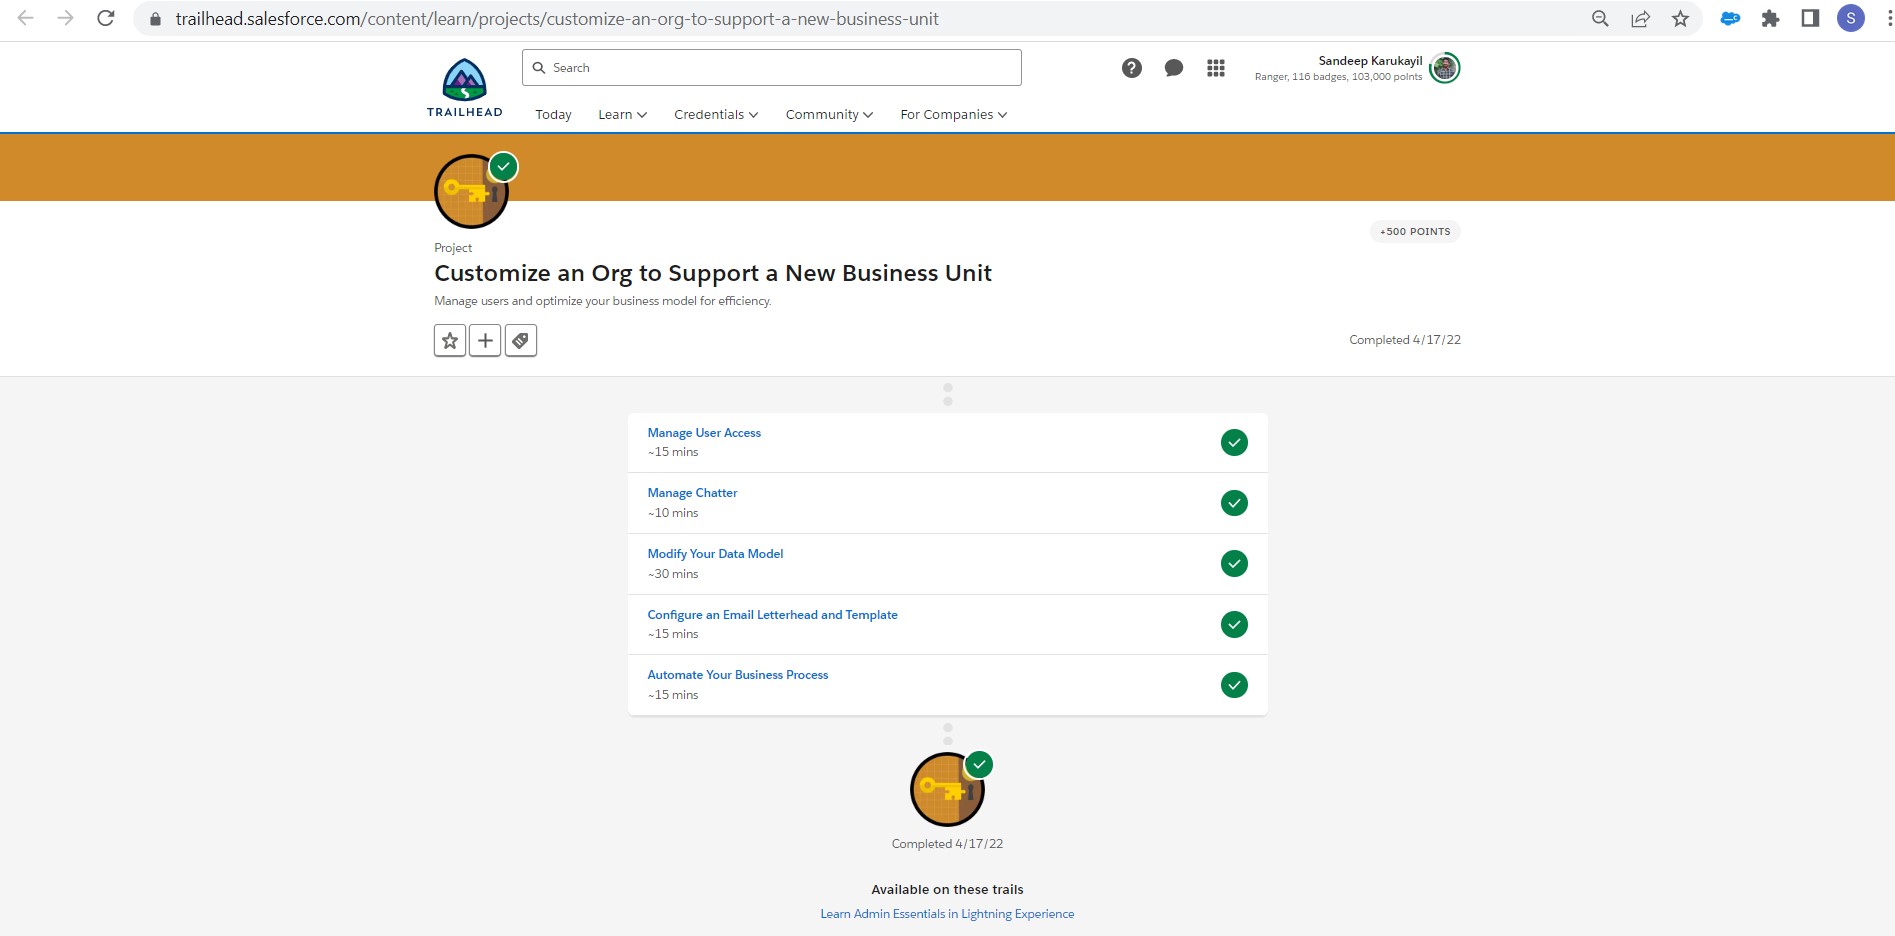 trailhead.salesforce.com/content/learn/projects/customize-an-org-to-support-a-new-business-unit
S
TRAILHEAD
Search
Sandeep Karukayil
Ranger, 116 badges, 103,000 points
Today Learn Credentials Community For Companies
+500 POINTS
Project
Customize an Org to Support a New Business Unit
Manage users and optimize your business model for efficiency.
Completed 4/17/22
Manage User Access
~15 mins
Manage Chatter
~10 mins
Modify Your Data Model
~30 mins
Configure an Email Letterhead and Template
~15 mins
Automate Your Business Process
~15 mins
Completed 4/17/22
Available on these trails
Learn Admin Essentials in Lightning Experience